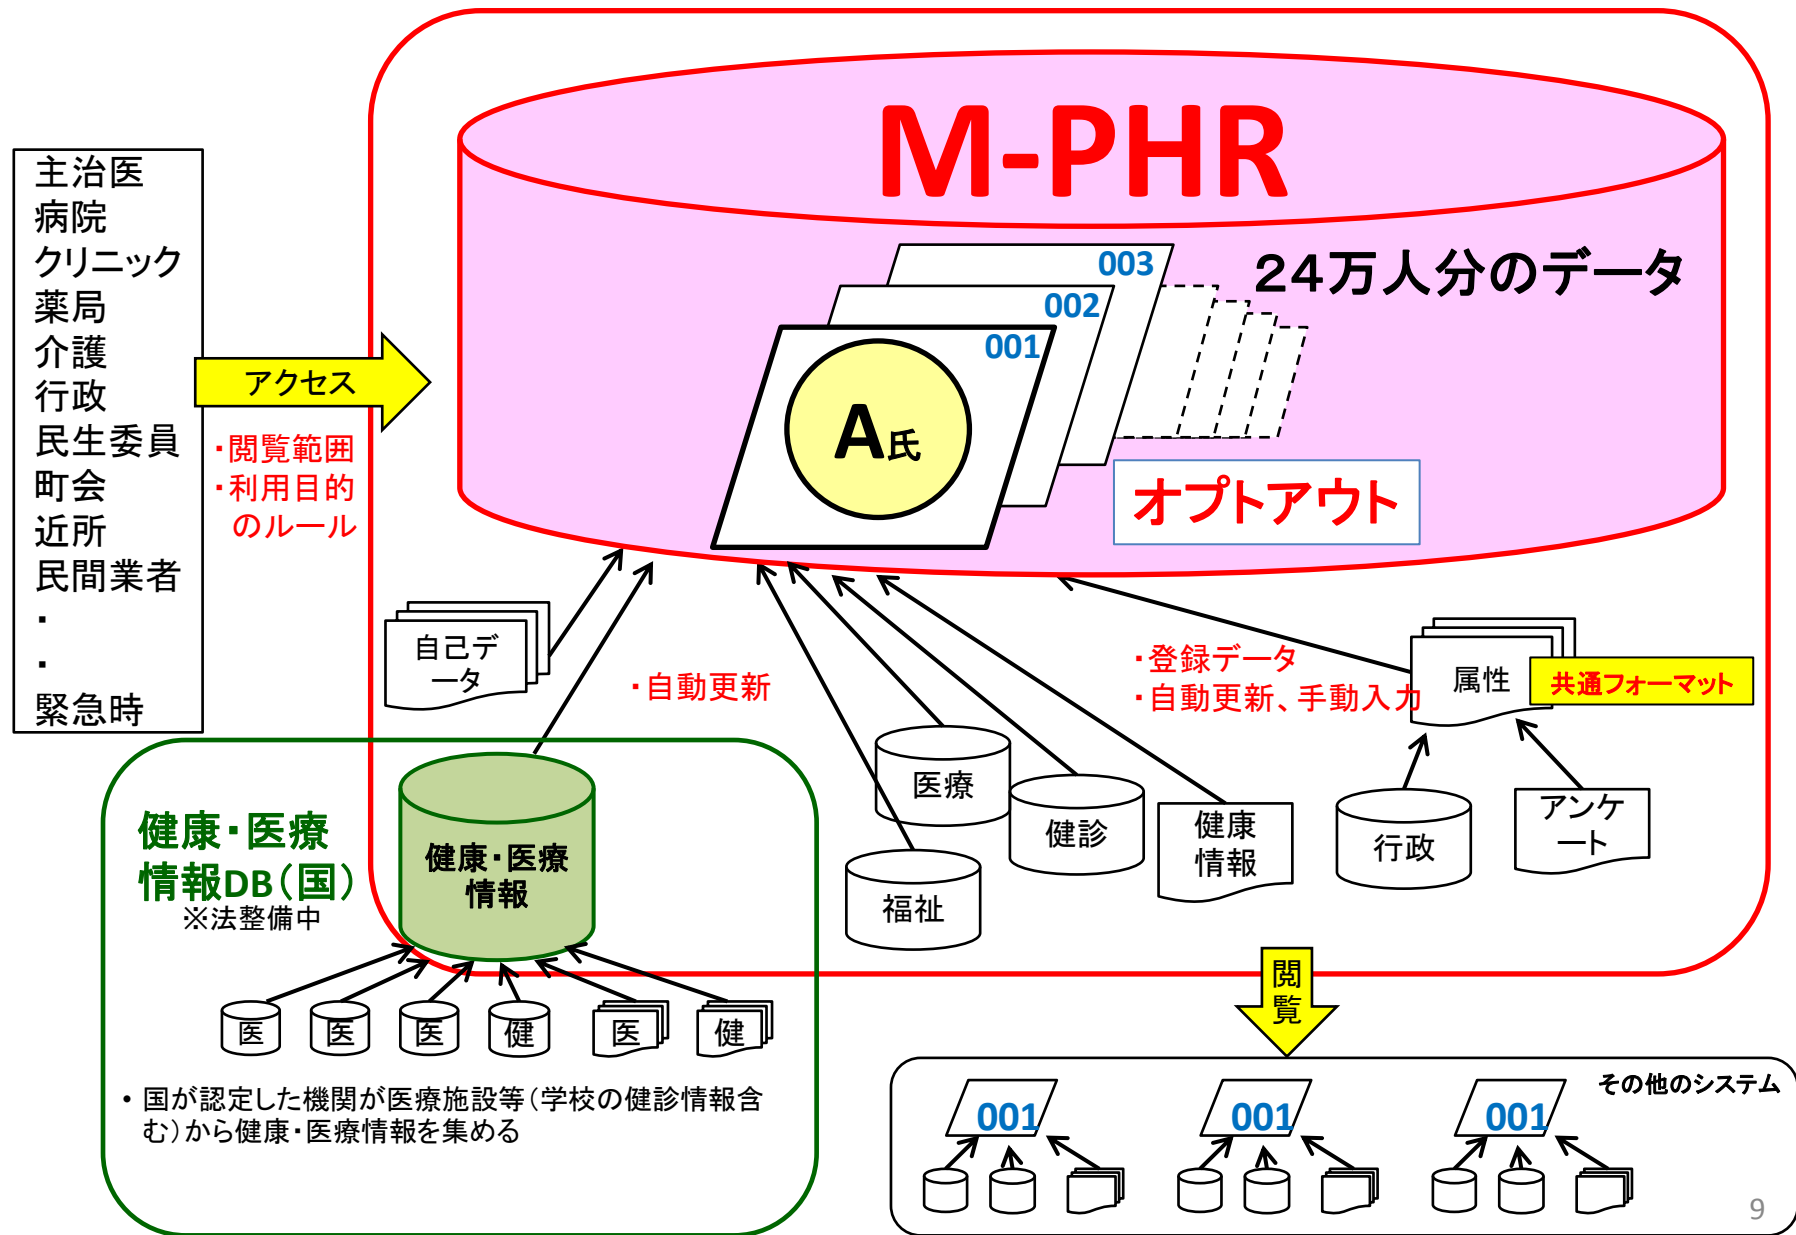 M-PHR
24万人分のデータ
003
002
001
A氏
オプトアウト
主治医
病院
クリニック
薬局
介護
行政
民生委員
町会
近所
民間業者
・
・
緊急時
アクセス
・閲覧範囲
・利用目的
のルール
自己デ
ータ
・自動更新
・登録データ
・自動更新、手動入力
属性
共通フォーマット
医療
健診
健康
情報
福祉
行政
アンケ
ート
健康・医療
情報DB(国)
※法整備中
健康・医療
情報
医
医
医
健
医
健
• 国が認定した機関が医療施設等(学校の健診情報含
む)から健康・医療情報を集める
閲
覧
その他のシステム
001
001
001
9